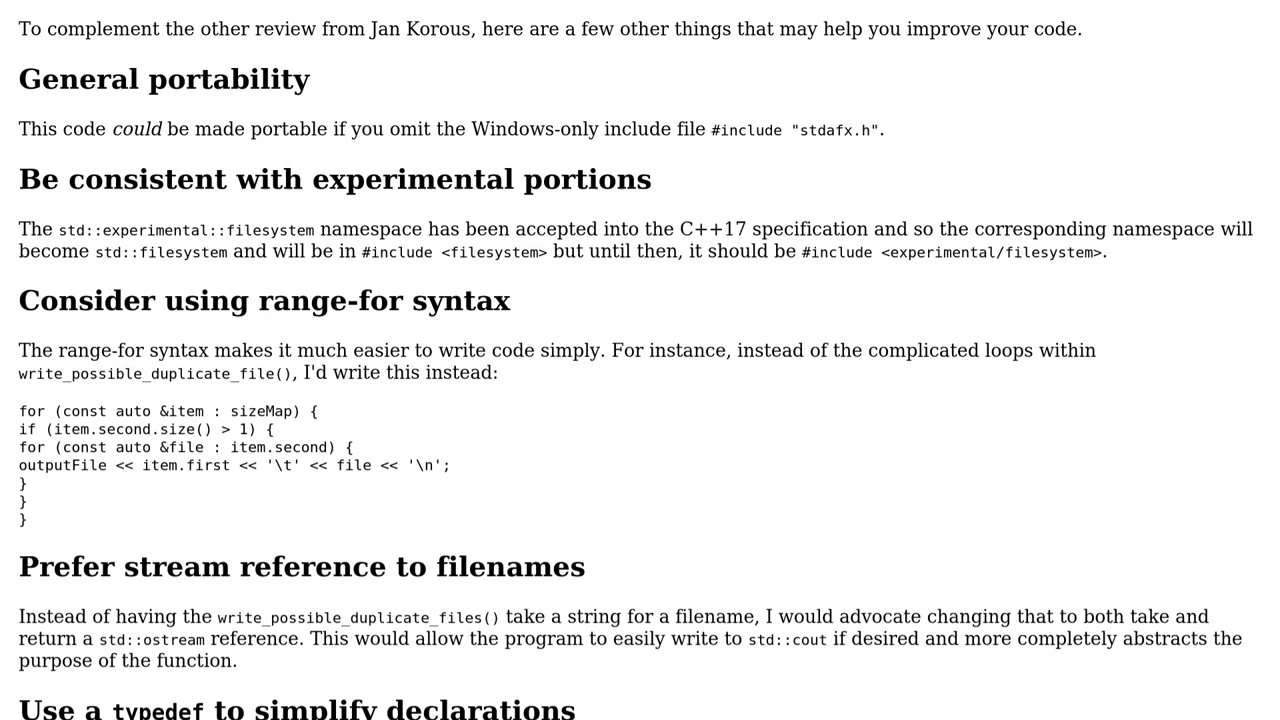 To complement the other review from Jan Korous, here are a few other things that may help you improve your code.
General portability
This code could be made portable if you omit the Windows-only include file #include "stdafx.h".
Be consistent with experimental portions
The std::experimental::filesystem namespace has been accepted into the C++17 specification and so the corresponding namespace will
become std::filesystem and will be in #include <filesystem> but until then, it should be #include <experimental/filesystem>.
Consider using range-for syntax
The range-for syntax makes it much easier to write code simply. For instance, instead of the complicated loops within
write_possible_duplicate_file(), I'd write this instead:
for (const auto &item : sizeMap) {
if (item.second.size() > 1) {
for (const auto &file : item.second) {
outputFile << item.first << '\t' << file << '\n';
}
}
}
Prefer stream reference to filenames
Instead of having the write_possible_duplicate_files() take a string for a filename, I would advocate changing that to both take and
return a std::ostream reference. This would allow the program to easily write to std::cout if desired and more completely abstracts the
purpose of the function.
Use a typedef to simplify declarations